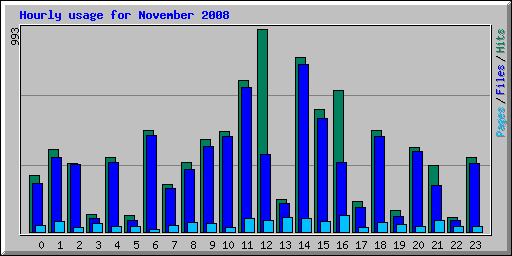 Hourly usage for November 2008
993
Pages / Files / Hits
0 1 2 3 4 5 6 7 8 9 10 11 12 13 14 15 16 17 18 19 20 21 22 23